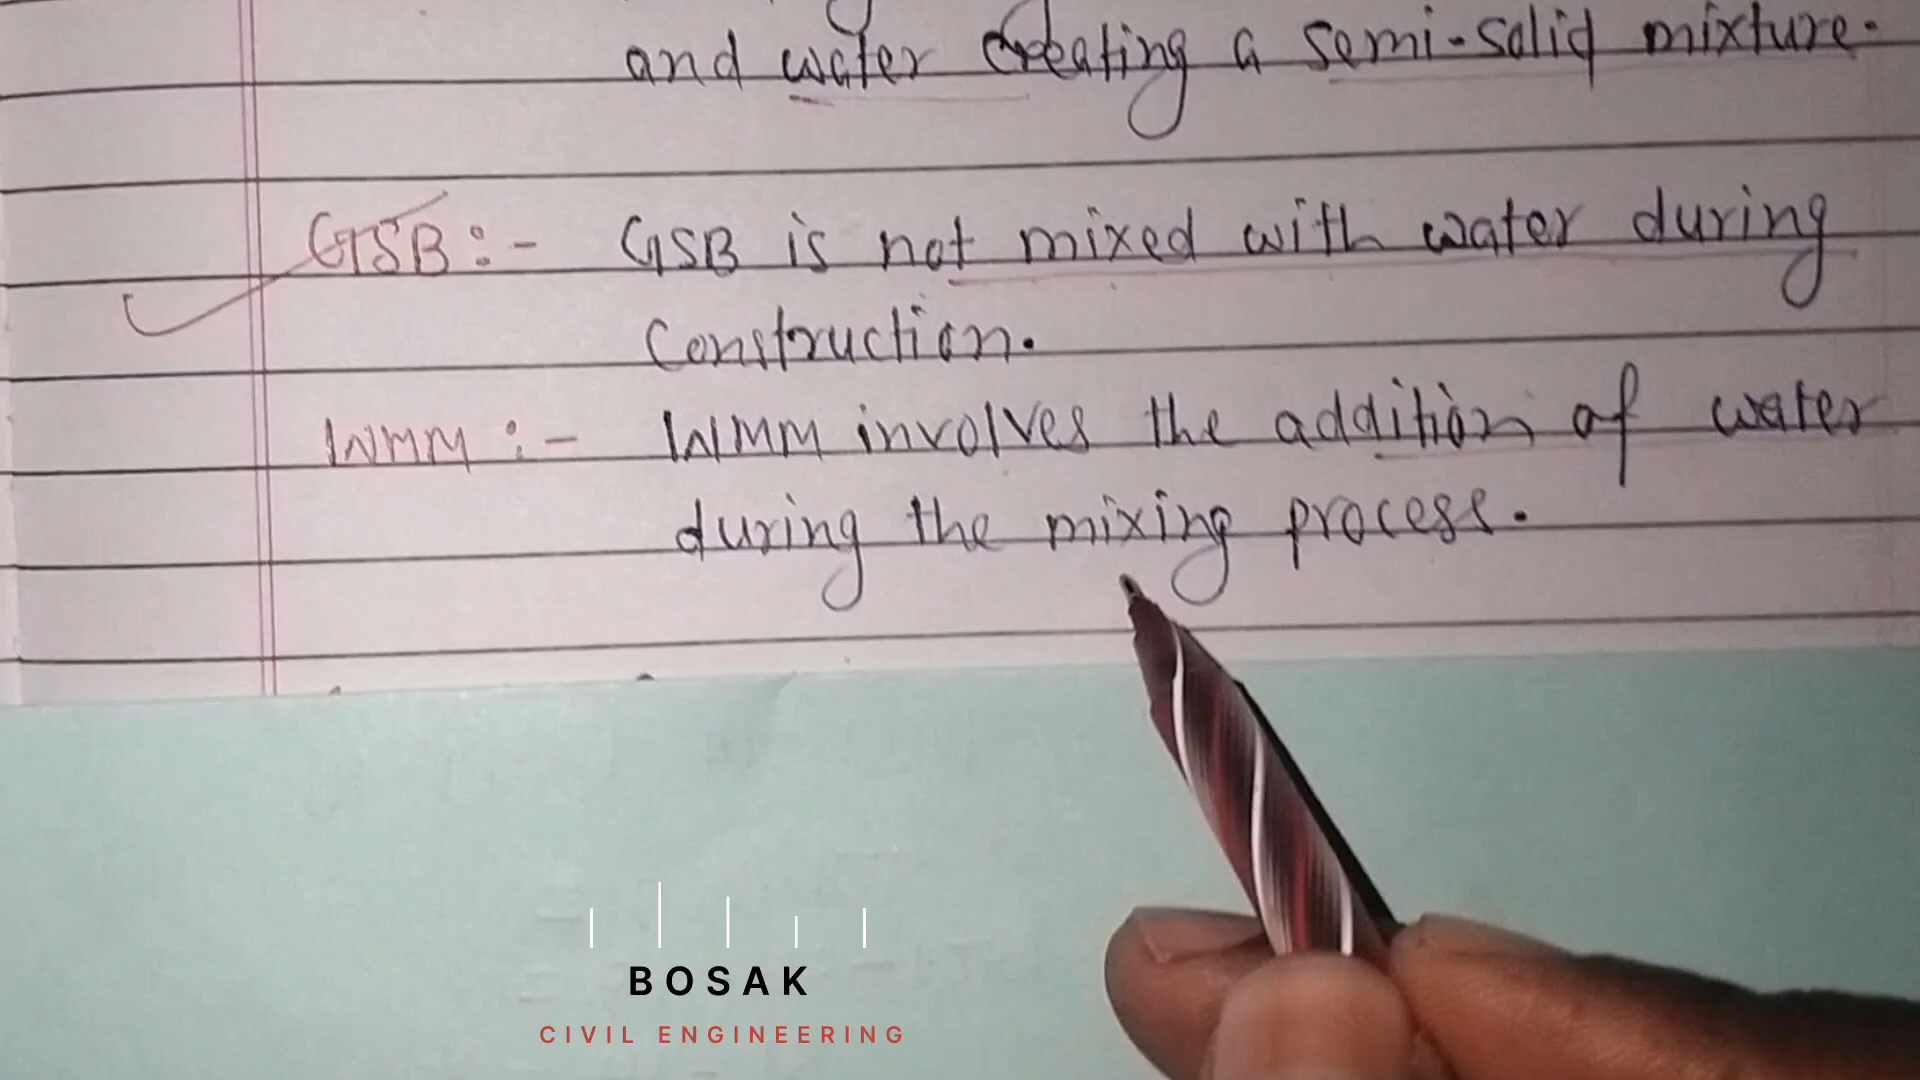 and water creating a semi-solid mixture.
GSB:- GSB is not mixed with water during
Construction.
WMM:- WMM involves the addition of water
during the mixing process.
BOSAK
CIVIL ENGINEERING